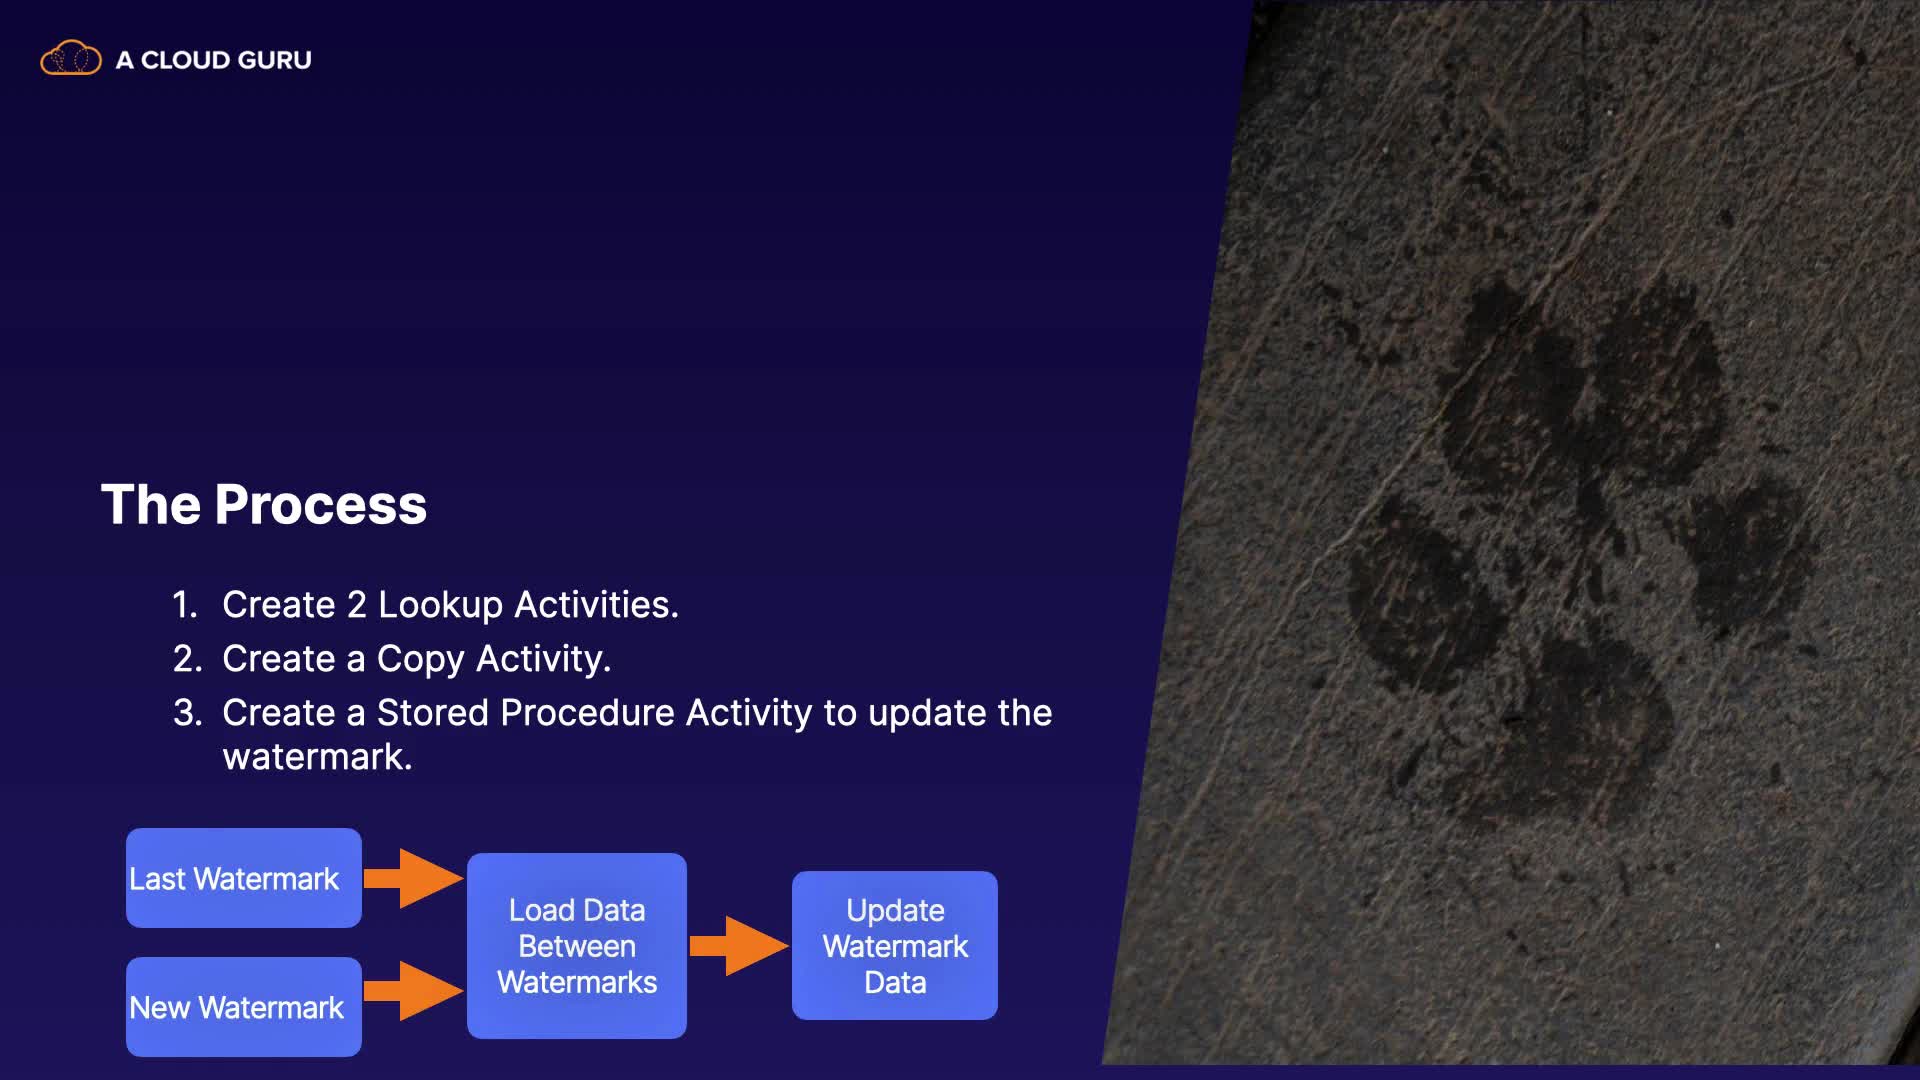 A CLOUD GURU
The Process
1. Create 2 Lookup Activities.
2. Create a Copy Activity.
3. Create a Stored Procedure Activity to update the
watermark.
Last Watermark
New Watermark
Load Data
Between
Watermarks
Update
Watermark
Data